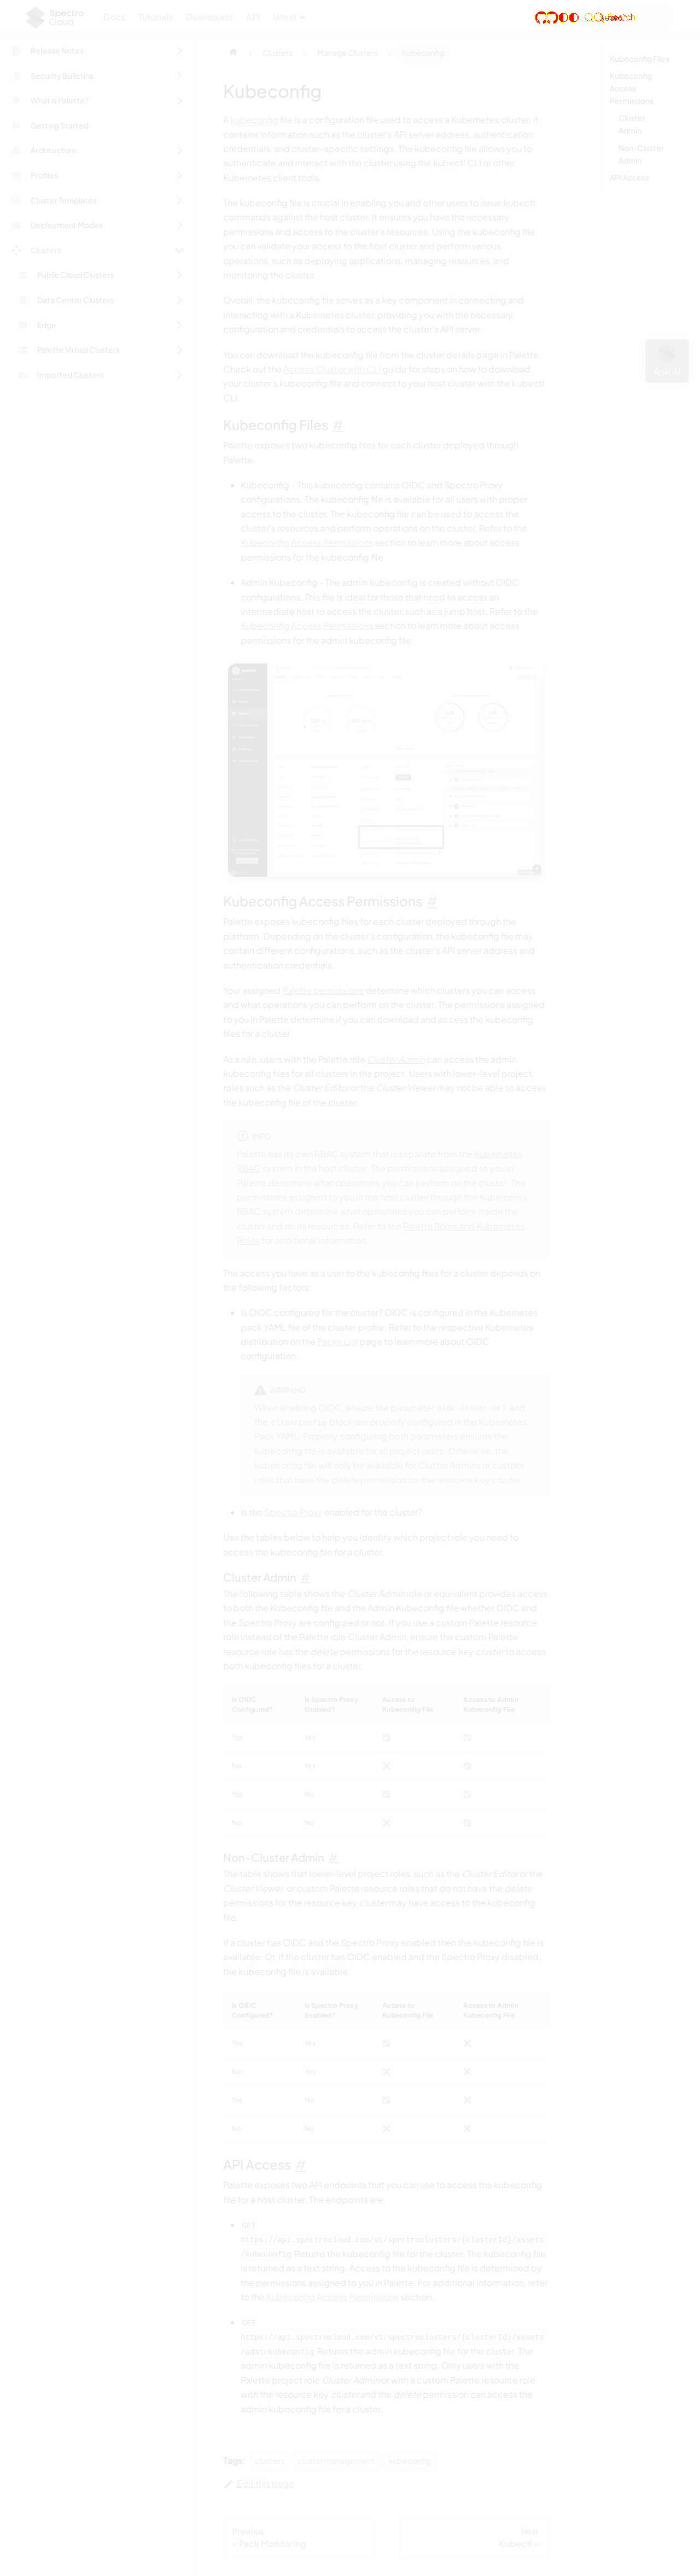 Spectro
Cloud
Docs Tutorials Downloads API latest
Search
Release Notes
Security Bulletins
What is Palette?
Getting Started
Architecture
Profiles
Cluster Templates
Deployment Modes
Clusters
Public Cloud Clusters
Data Center Clusters
Edge
Palette Virtual Clusters
Imported Clusters
Clusters
Manage Clusters
Kubeconfig
Kubeconfig
A kubeconfig file is a configuration file used to access a Kubernetes cluster. It
contains information such as the cluster's API server address, authentication
credentials, and cluster-specific settings. The kubeconfig file allows you to
authenticate and interact with the cluster using the kubectl CLI or other
Kubernetes client tools.
The kubeconfig file is crucial in enabling you and other users to issue kubectl
commands against the host cluster. It ensures you have the necessary
permissions and access to the cluster's resources. Using the kubeconfig file,
you can validate your access to the host cluster and perform various
operations, such as deploying applications, managing resources, and
monitoring the cluster.
Overall, the kubeconfig file serves as a key component in connecting and
interacting with a Kubernetes cluster, providing you with the necessary
configuration and credentials to access the cluster's API server.
You can download the kubeconfig file from the cluster details page in Palette.
Check out the Access Cluster with CLI guide for steps on how to download
your cluster's kubeconfig file and connect to your host cluster with the kubectl
CLI.
Kubeconfig Files #
Palette exposes two kubeconfig files for each cluster deployed through
Palette.
Kubeconfig - This kubeconfig contains OIDC and Spectro Proxy
configurations. The kubeconfig file is available for all users with proper
access to the cluster. The kubeconfig file can be used to access the
cluster's resources and perform operations on the cluster. Refer to the
Kubeconfig Access Permissions section to learn more about access
permissions for the kubeconfig file.
Admin Kubeconfig - The admin kubeconfig is created without OIDC
configurations. This file is ideal for those that need to access an
intermediate host to access the cluster, such as a jump host. Refer to the
Kubeconfig Access Permissions section to learn more about access
permissions for the admin kubeconfig file.
Kubeconfig Access Permissions #
Palette exposes kubeconfig files for each cluster deployed through the
platform. Depending on the cluster's configuration, the kubeconfig file may
contain different configurations, such as the cluster's API server address and
authentication credentials.
Your assigned Palette permissions determine which clusters you can access
and what operations you can perform on the cluster. The permissions assigned
to you in Palette determine if you can download and access the kubeconfig
files for a cluster.
As a rule, users with the Palette role Cluster Admin can access the admin
kubeconfig files for all clusters in the project. Users with lower-level project
roles such as the Cluster Editor or the Cluster Viewer may not be able to access
the kubeconfig file of the cluster.
INFO
Palette has its own RBAC system that is separate from the Kubernetes
RBAC system in the host cluster. The permissions assigned to you in
Palette determine what operations you can perform on the cluster. The
permissions assigned to you in the host cluster through the Kubernetes
RBAC system determine what operations you can perform inside the
cluster and on its resources. Refer to the Palette Roles and Kubernetes
Roles for additional information.
The access you have as a user to the kubeconfig files for a cluster depends on
the following factors:
Is OIDC configured for the cluster? OIDC is configured in the Kubernetes
pack YAML file of the cluster profile. Refer to the respective Kubernetes
distribution on the Packs List page to learn more about OIDC
configuration.
WARNING
When enabling OIDC, ensure the parameter oidc-issuer-url and
the clientConfig block are properly configured in the Kubernetes
Pack YAML. Properly configuring both parameters ensures the
kubeconfig file is available for all project users. Otherwise, the
kubeconfig file will only be available for Cluster Admins or custom
roles that have the delete permission for the resource key cluster.
Is the Spectro Proxy enabled for the cluster?
Use the tables below to help you identify which project role you need to
access the kubeconfig file for a cluster.
Cluster Admin #
The following table shows the Cluster Admin role or equivalent provides access
to both the Kubeconfig file and the Admin Kubeconfig file whether OIDC and
the Spectro Proxy are configured or not. If you use a custom Palette resource
role instead of the Palette role Cluster Admin, ensure the custom Palette
resource role has the delete permissions for the resource key cluster to access
both kubeconfig files for a cluster.
Is OIDC Configured? Is Spectro Proxy Enabled? Access to Kubeconfig File Access to Admin Kubeconfig File
Yes Yes
No Yes
Yes No
No No
Non-Cluster Admin #
The table shows that lower-level project roles, such as the Cluster Editor or the
Cluster Viewer, or custom Palette resource roles that do not have the delete
permissions for the resource key cluster may have access to the kubeconfig
file.
If a cluster has OIDC and the Spectro Proxy enabled then the kubeconfig file is
available. Or, if the cluster has OIDC enabled and the Spectro Proxy disabled,
the kubeconfig file is available.
Is OIDC Configured? Is Spectro Proxy Enabled? Access to Kubeconfig File Access to Admin Kubeconfig File
Yes Yes
No Yes
Yes No
No No
API Access #
Palette exposes two API endpoints that you can use to access the kubeconfig
file for a host cluster. The endpoints are:
GET
https://api.spectrocloud.com/v1/spectroclusters/{clusterId}/assets
/kubeconfig Returns the kubeconfig file for the cluster. The kubeconfig file
is returned as a text string. Access to the kubeconfig file is determined by
the permissions assigned to you in Palette. For additional information, refer
to the Kubeconfig Access Permissions section.
GET
https://api.spectrocloud.com/v1/spectroclusters/{clusterId}/assets
/adminkubeconfig Returns the admin kubeconfig file for the cluster. The
admin kubeconfig file is returned as a text string. Only users with the
Palette project role Cluster Admin or with a custom Palette resource role
with the resource key cluster and the delete permission can access the
admin kubeconfig file for a cluster.
Tags: clusters cluster management kubeconfig
Edit this page
Previous
« Pack Monitoring
Next
Kubectl »
Kubeconfig Files
Kubeconfig
Access
Permissions
Cluster
Admin
Non-Cluster
Admin
API Access
Ask AI